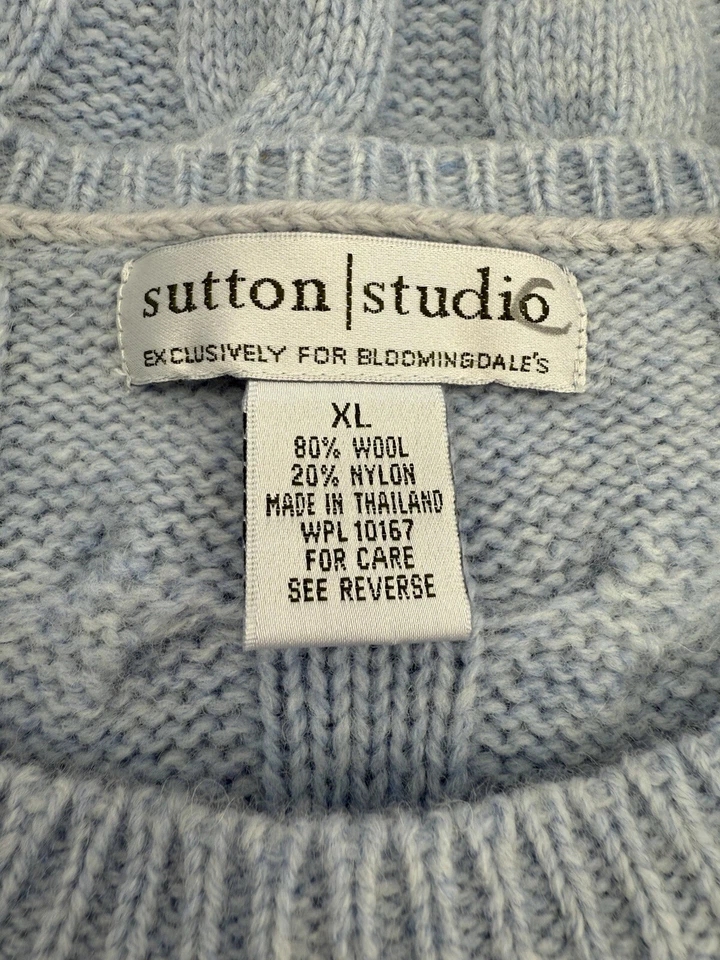 sutton|studio
EXCLUSIVELY FOR BLOOMINGDALE'S
XL
80% WOOL
20% NYLON
MADE IN THAILAND
WPL 10167
FOR CARE
SEE REVERSE